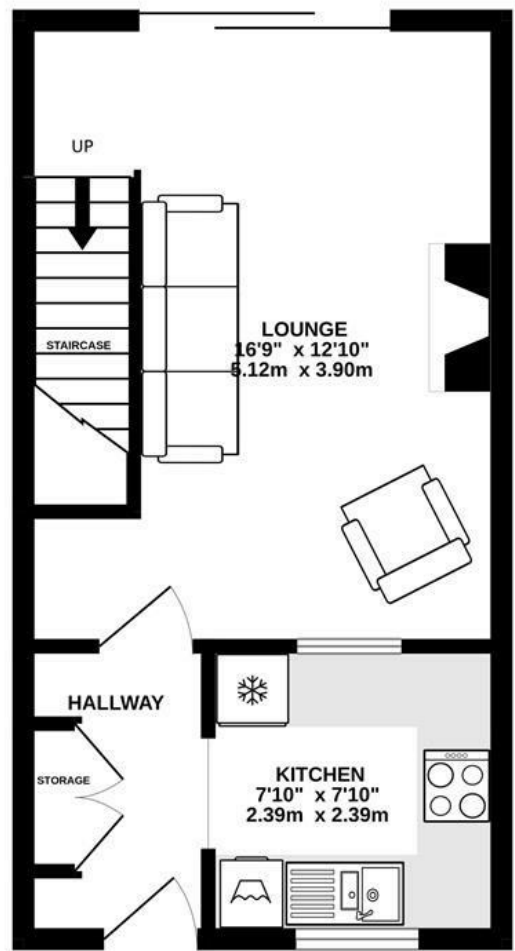 UP
STAIRCASE
LOUNGE
16'9" x 12'10"
5.12m x 3.90m
HALLWAY
STORAGE
KITCHEN
7'10" x 7'10"
2.39m x 2.39m